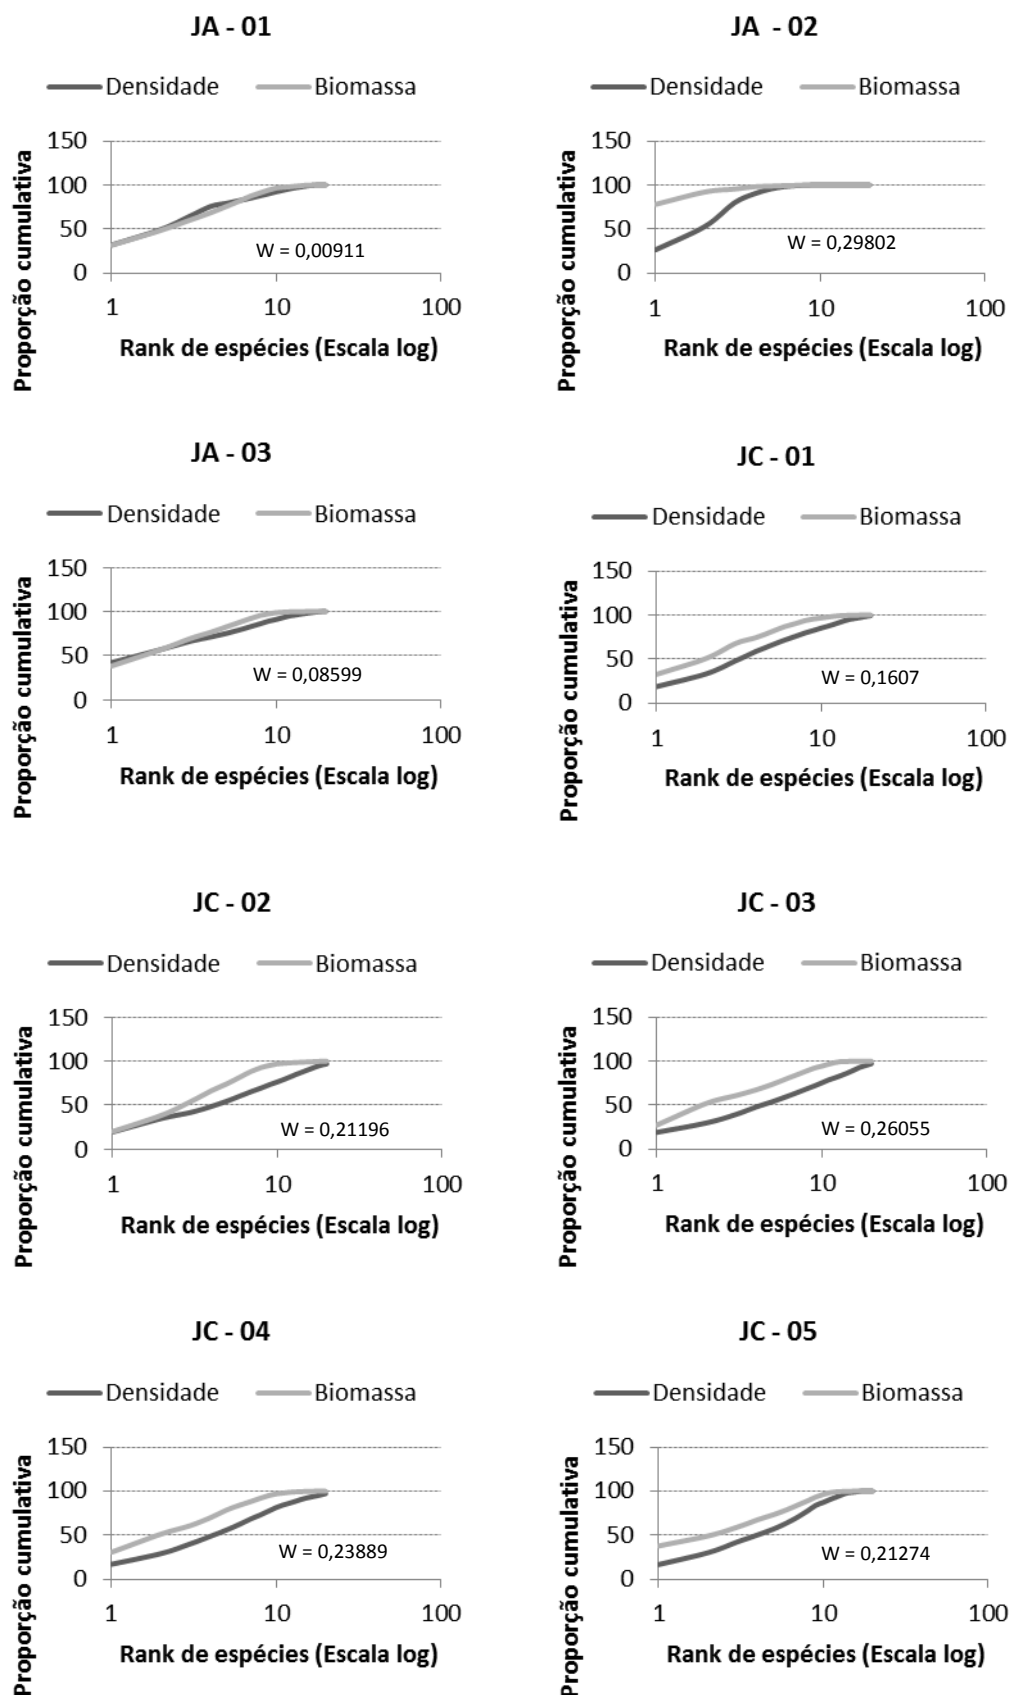 JA - 01
Densidade Biomassa
150
100
50
0
W = 0,00911
1 10 100
Proporção cumulativa
Rank de espécies (Escala log)
JA - 02
Densidade Biomassa
150
100
50
0
W = 0,29802
1 10 100
Proporção cumulativa
Rank de espécies (Escala log)
JA - 03
Densidade Biomassa
150
100
50
0
W = 0,08599
1 10 100
Proporção cumulativa
Rank de espécies (Escala log)
JC - 01
Densidade Biomassa
150
100
50
0
W = 0,1607
1 10 100
Proporção cumulativa
Rank de espécies (Escala log)
JC - 02
Densidade Biomassa
150
100
50
0
W = 0,21196
1 10 100
Proporção cumulativa
Rank de espécies (Escala log)
JC - 03
Densidade Biomassa
150
100
50
0
W = 0,26055
1 10 100
Proporção cumulativa
Rank de espécies (Escala log)
JC - 04
Densidade Biomassa
150
100
50
0
W = 0,23889
1 10 100
Proporção cumulativa
Rank de espécies (Escala log)
JC - 05
Densidade Biomassa
150
100
50
0
W = 0,21274
1 10 100
Proporção cumulativa
Rank de espécies (Escala log)